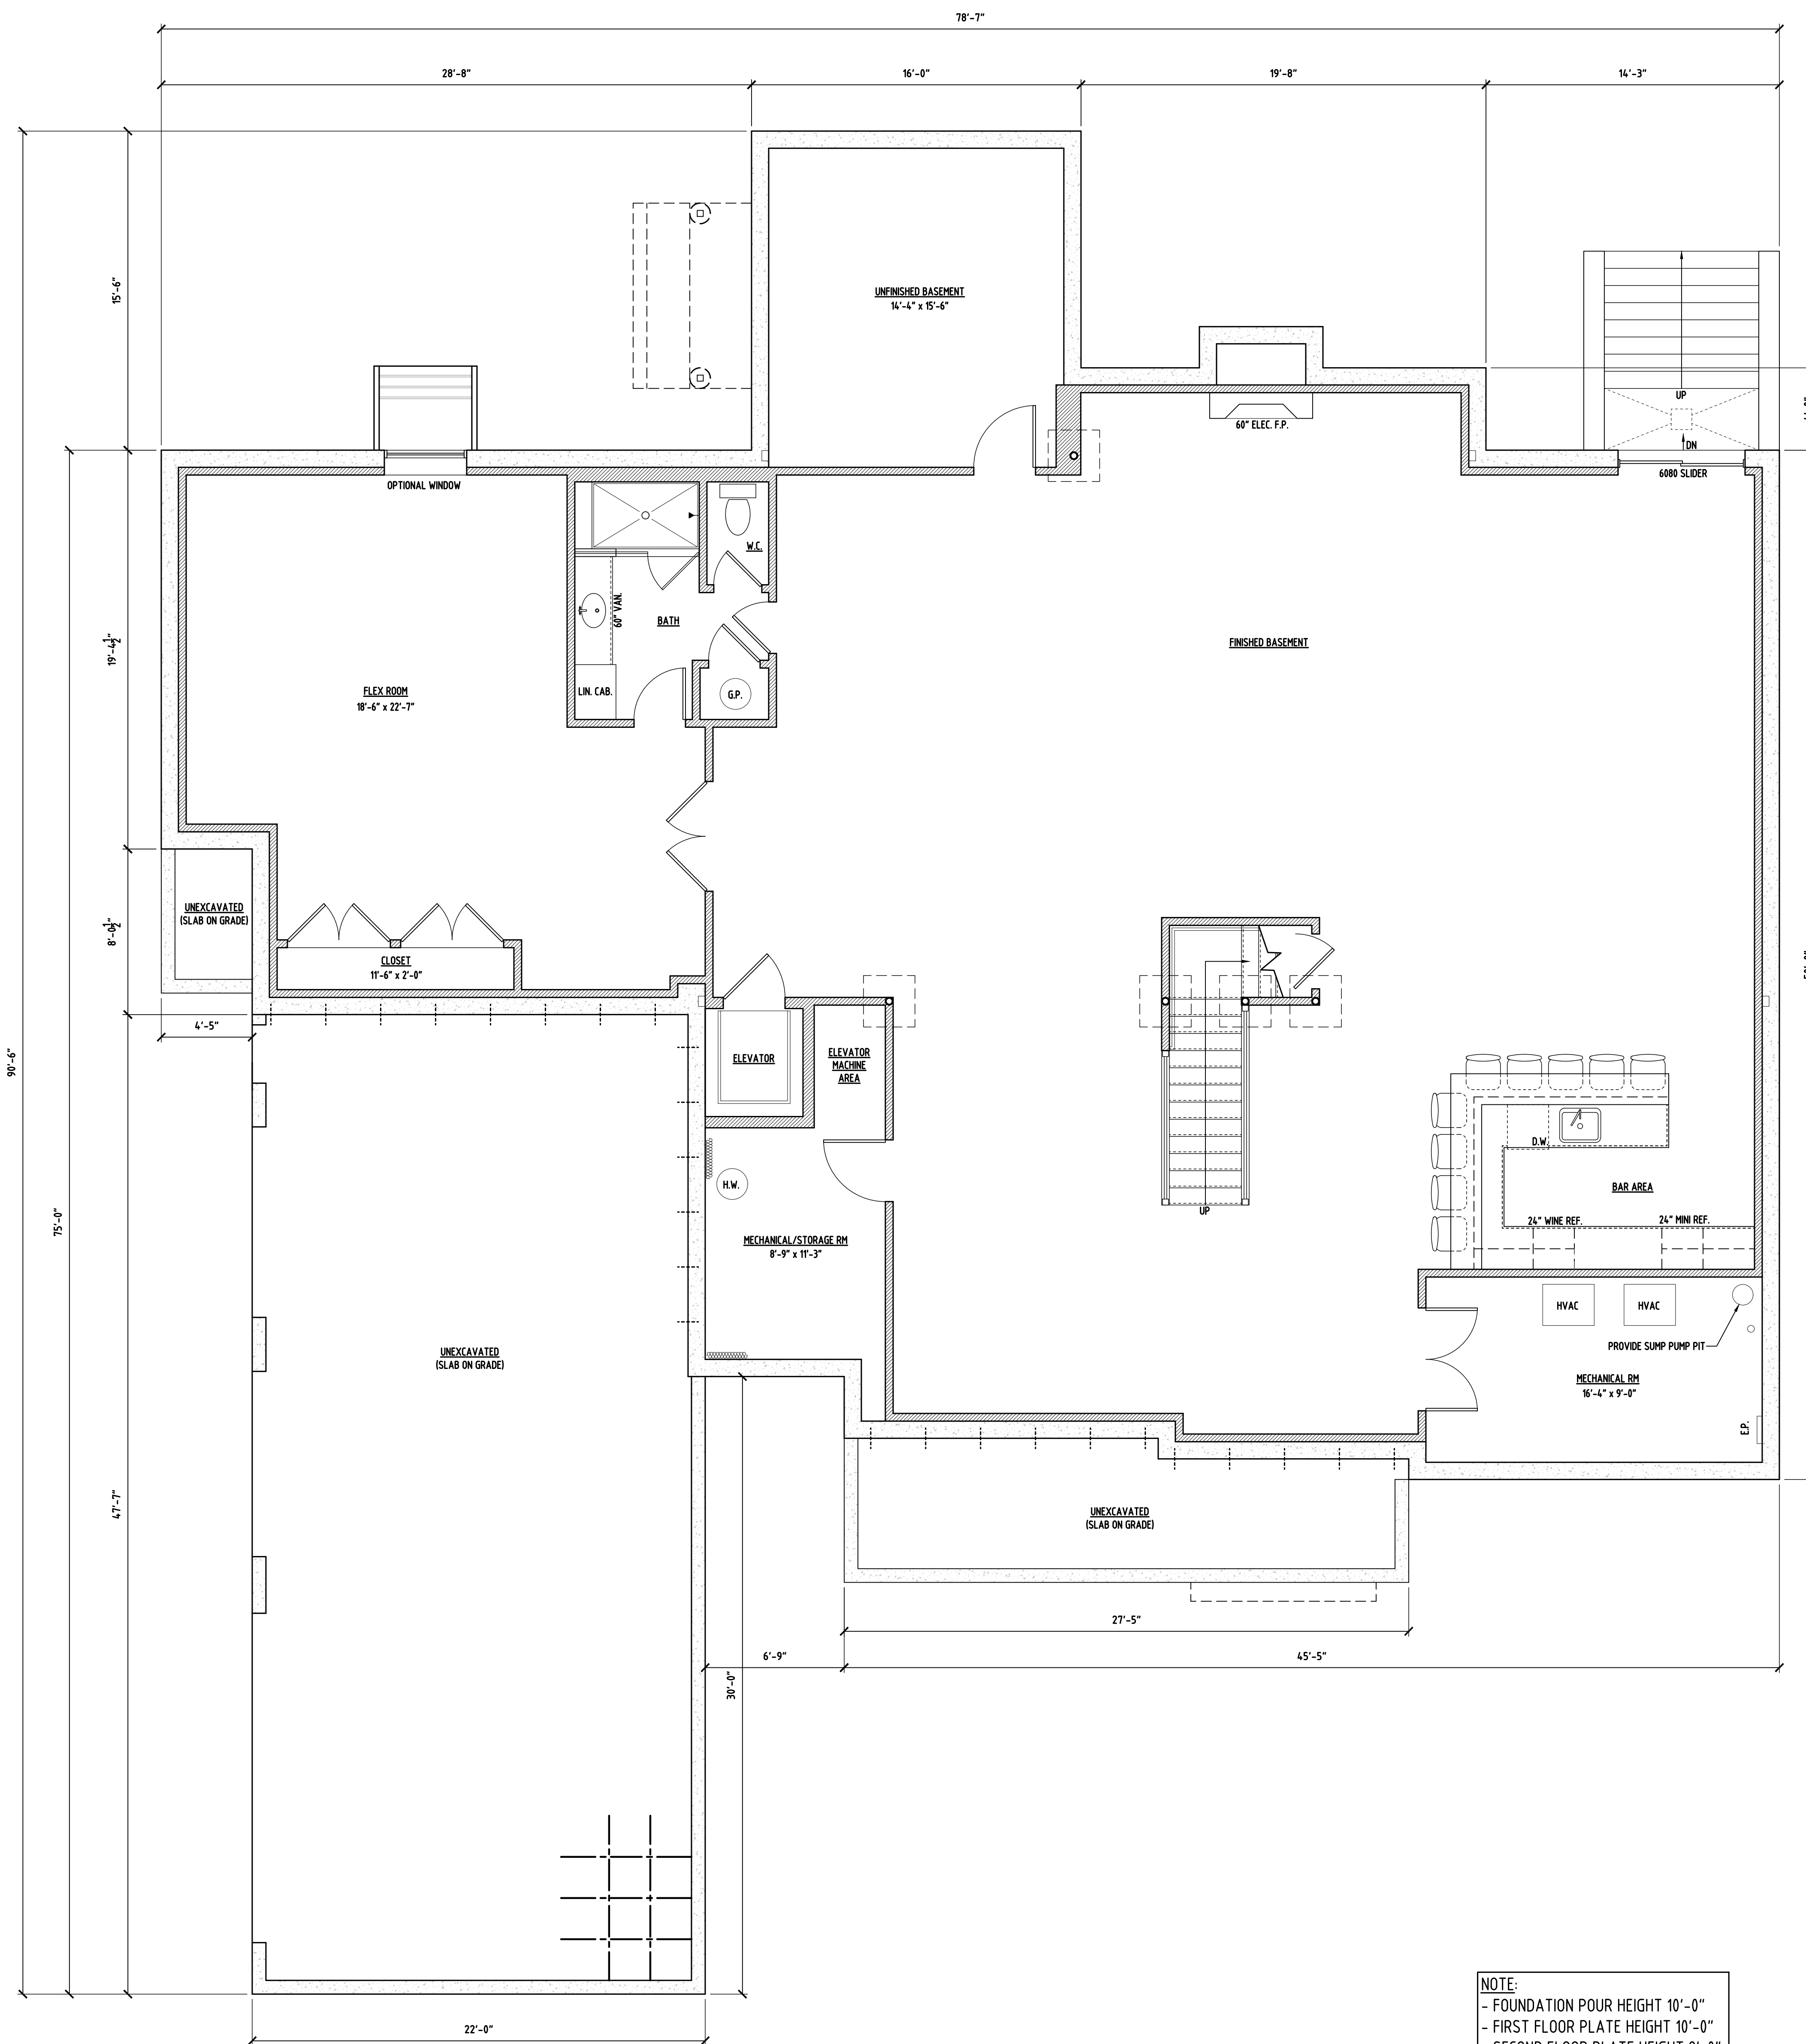 78'-7"
28'-8"
16'-0"
19'-8"
14'-3"
15'-6"
UNFINISHED BASEMENT
14'-4" x 15'-6"
UP
60" ELEC. F.P.
DN
6080 SLIDER
OPTIONAL WINDOW
W.C.
60" VAN.
BATH
FINISHED BASEMENT
19'-4 1/2"
FLEX ROOM
18'-6" x 22'-7"
LIN. CAB.
G.P.
UNEXCAVATED
(SLAB ON GRADE)
8'-0 1/2"
CLOSET
11'-6" x 2'-0"
4'-5"
90'-6"
ELEVATOR
ELEVATOR
MACHINE
AREA
D.W.
H.W.
BAR AREA
UP
24" WINE REF.
24" MINI REF.
75'-0"
MECHANICAL/STORAGE RM
8'-9" x 11'-3"
HVAC
HVAC
PROVIDE SUMP PUMP PIT
UNEXCAVATED
(SLAB ON GRADE)
MECHANICAL RM
16'-4" x 9'-0"
E.P.
47'-7"
UNEXCAVATED
(SLAB ON GRADE)
27'-5"
6'-9"
45'-5"
30'-0"
NOTE:
- FOUNDATION POUR HEIGHT 10'-0"
- FIRST FLOOR PLATE HEIGHT 10'-0"
22'-0"